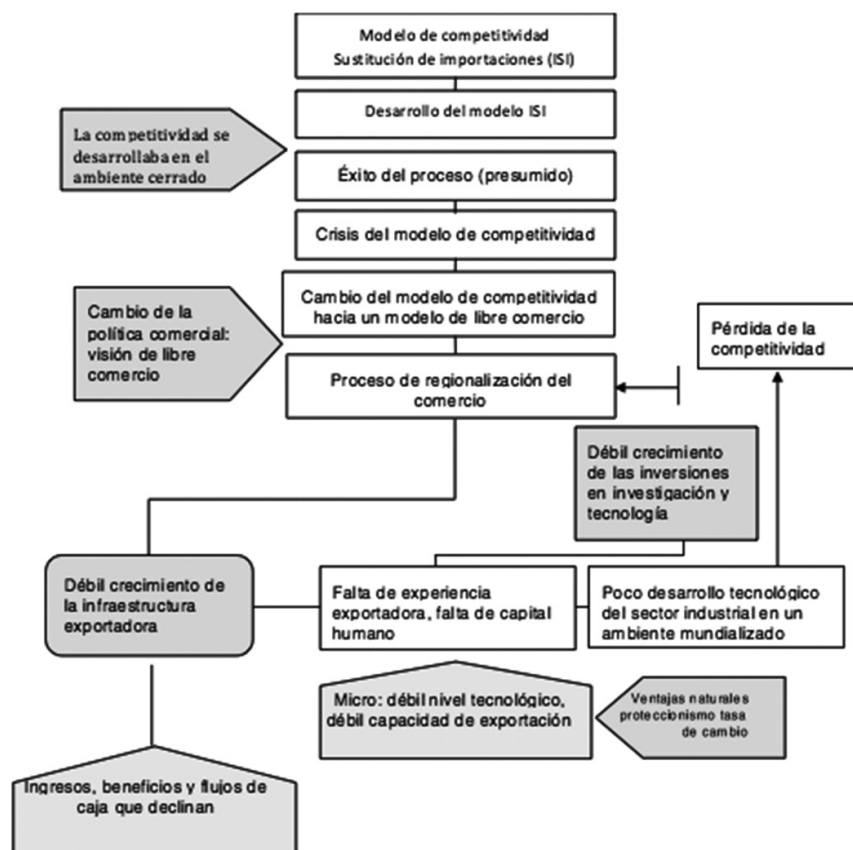 Modelo de competitividad
Sustitución de importaciones (ISI)
Desarrollo del modelo ISI
La competitividad se
desarrollaba en el
ambiente cerrado
Éxito del proceso (presumido)
Crisis del modelo de competitividad
Cambio del modelo de competitividad
hacia un modelo de libre comercio
Cambio de la
política comercial:
visión de libre
comercio
Pérdida de la
competitividad
Proceso de regionalización del
comercio
Débil crecimiento
de las inversiones
en investigación y
tecnología
Débil crecimiento de
la infraestructura
exportadora
Falta de experiencia
exportadora, falta de capital
humano
Poco desarrollo tecnológico
del sector industrial en un
ambiente mundializado
Micro: débil nivel tecnológico,
débil capacidad de exportación
Ventajas naturales
proteccionismo tasa
de cambio
Ingresos, beneficios y flujos de
caja que declinan